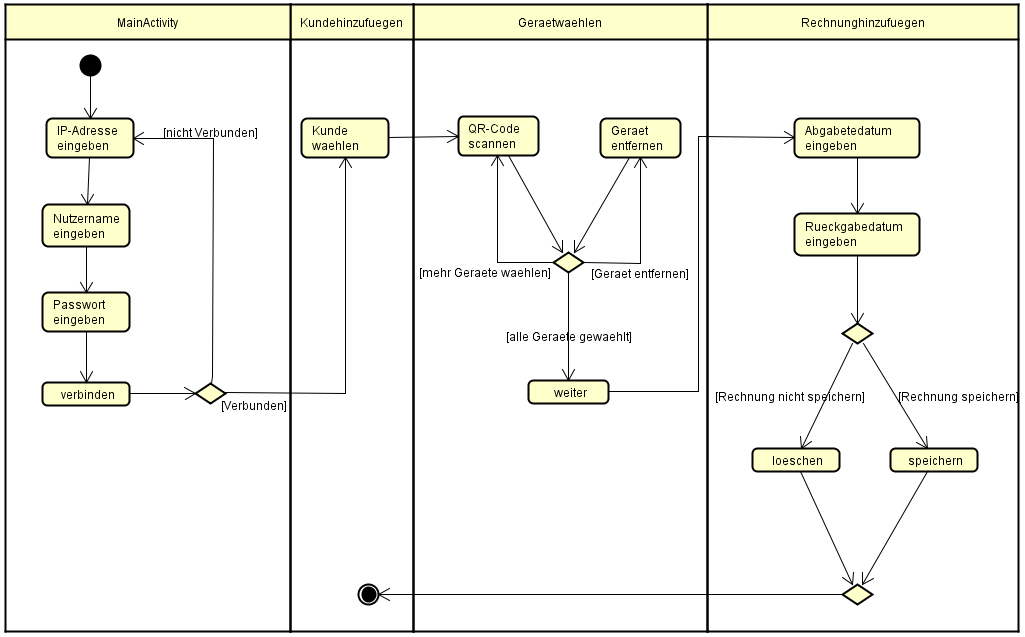 MainActivity
Kundehinzufuegen
Geraetwaehlen
Rechnunghinzufuegen
IP-Adresse
eingeben
[nicht Verbunden]
Nutzername
eingeben
Passwort
eingeben
verbinden
[Verbunden]
Kunde
waehlen
QR-Code
scannen
Geraet
entfernen
[mehr Geraete waehlen]
[Geraet entfernen]
[alle Geraete gewaehlt]
weiter
Abgabetedatum
eingeben
Rueckgabedatum
eingeben
[Rechnung nicht speichern]
[Rechnung speichern]
loeschen
speichern